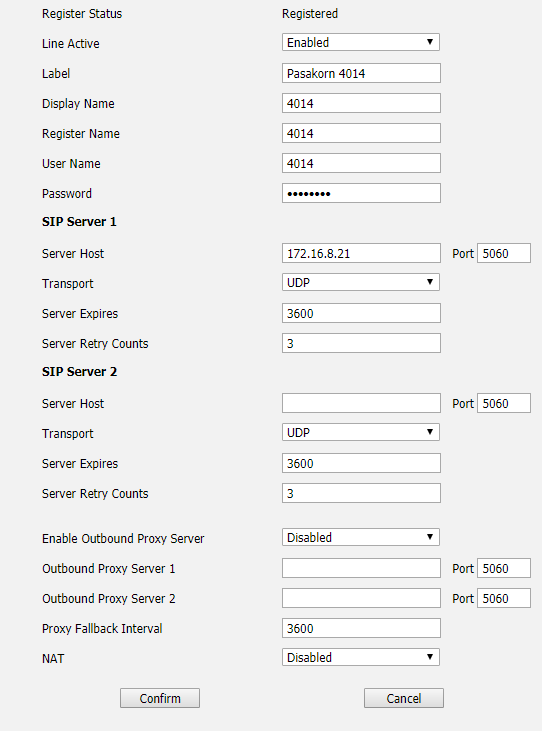 Register Status Registered
Line Active Enabled
Label Pasakorn 4014
Display Name 4014
Register Name 4014
User Name 4014
Password ••••••••
SIP Server 1
Server Host 172.16.8.21 Port 5060
Transport UDP
Server Expires 3600
Server Retry Counts 3
SIP Server 2
Server Host Port 5060
Transport UDP
Server Expires 3600
Server Retry Counts 3
Enable Outbound Proxy Server Disabled
Outbound Proxy Server 1 Port 5060
Outbound Proxy Server 2 Port 5060
Proxy Fallback Interval 3600
NAT Disabled
Confirm Cancel